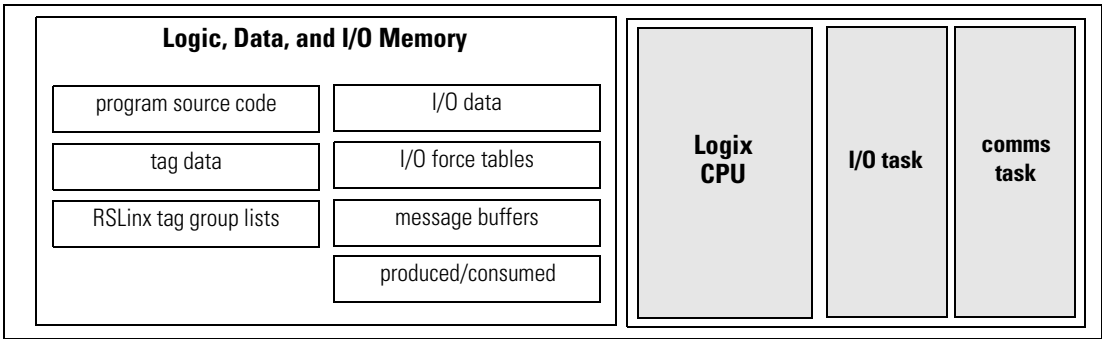 Logic, Data, and I/O Memory
program source code
I/O data
tag data
I/O force tables
RSLinx tag group lists
message buffers
produced/consumed
Logix
CPU
I/O task
comms
task